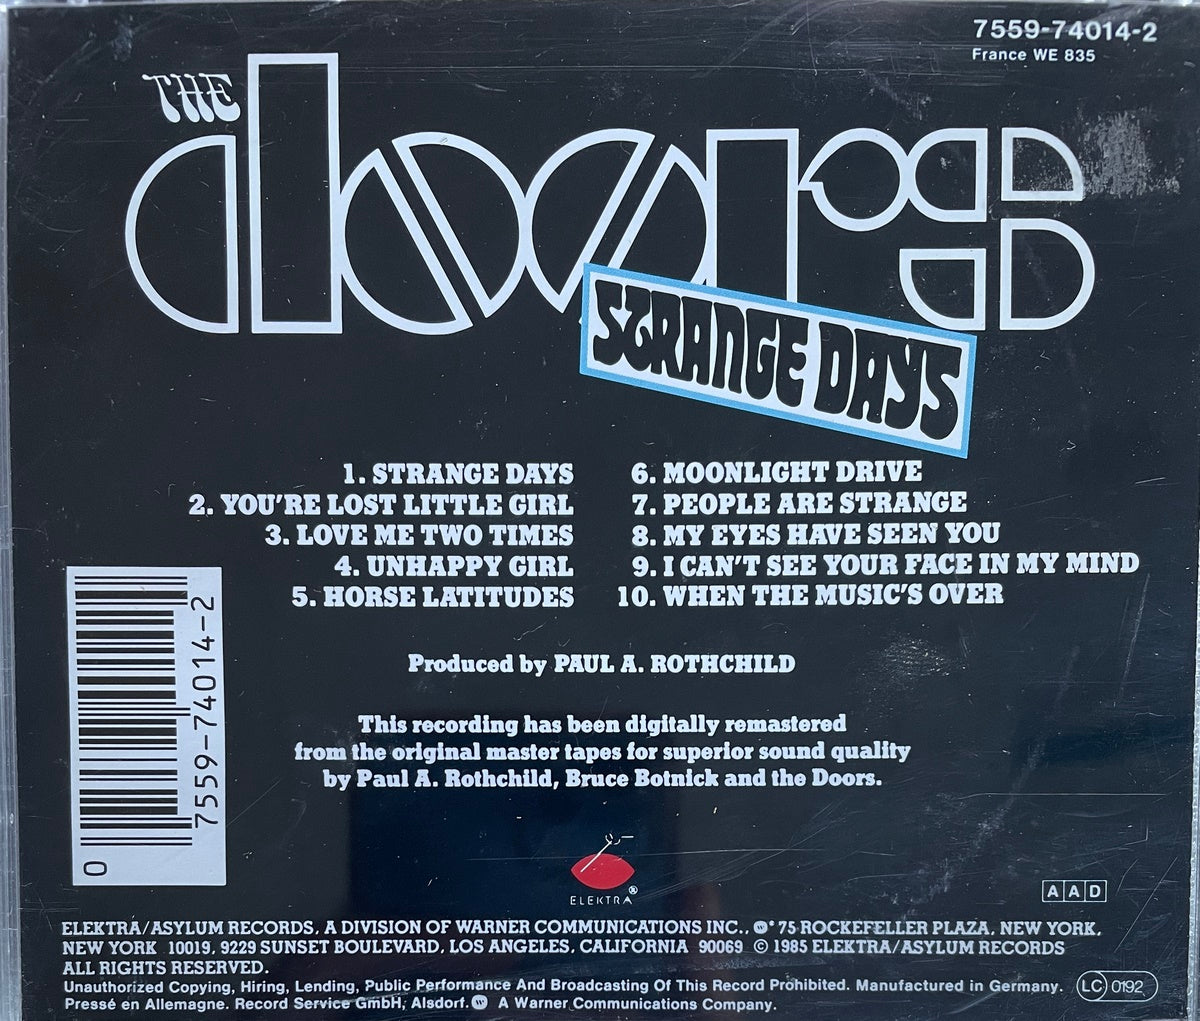 7559-74014-2
France WE 835
THE
doors
STRANGE DAYS
1. STRANGE DAYS
2. YOU'RE LOST LITTLE GIRL
3. LOVE ME TWO TIMES
4. UNHAPPY GIRL
5. HORSE LATITUDES
6. MOONLIGHT DRIVE
7. PEOPLE ARE STRANGE
8. MY EYES HAVE SEEN YOU
9. I CAN'T SEE YOUR FACE IN MY MIND
10. WHEN THE MUSIC'S OVER
7559-74014-2
0
Produced by PAUL A. ROTHCHILD
This recording has been digitally remastered
from the original master tapes for superior sound quality
by Paul A. Rothchild, Bruce Botnick and the Doors.
ELEKTRA®
AAD
ELEKTRA/ASYLUM RECORDS, A DIVISION OF WARNER COMMUNICATIONS INC., 75 ROCKEFELLER PLAZA, NEW YORK,
NEW YORK 10019, 9229 SUNSET BOULEVARD, LOS ANGELES, CALIFORNIA 90069 © 1985 ELEKTRA/ASYLUM RECORDS
ALL RIGHTS RESERVED.
Unauthorized Copying, Hiring, Lending, Public Performance And Broadcasting Of This Record Prohibited. Manufactured in Germany.
Pressé en Allemagne. Record Service GmbH, Alsdorf. A Warner Communications Company.
LC 0192